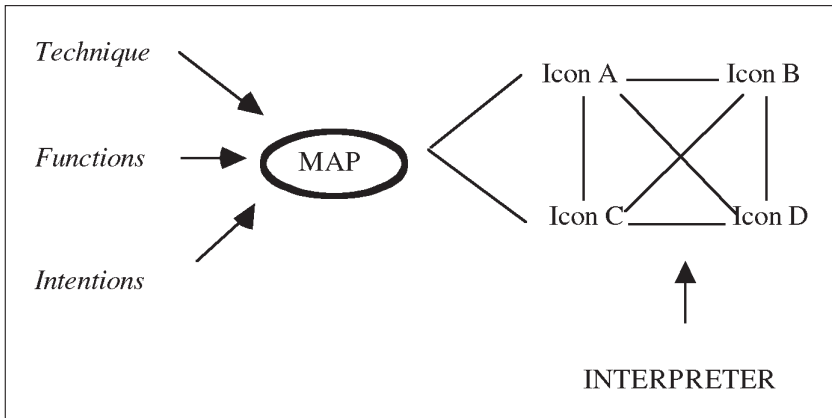 Technique
Functions
Intentions
MAP
Icon A
Icon B
Icon C
Icon D
INTERPRETER